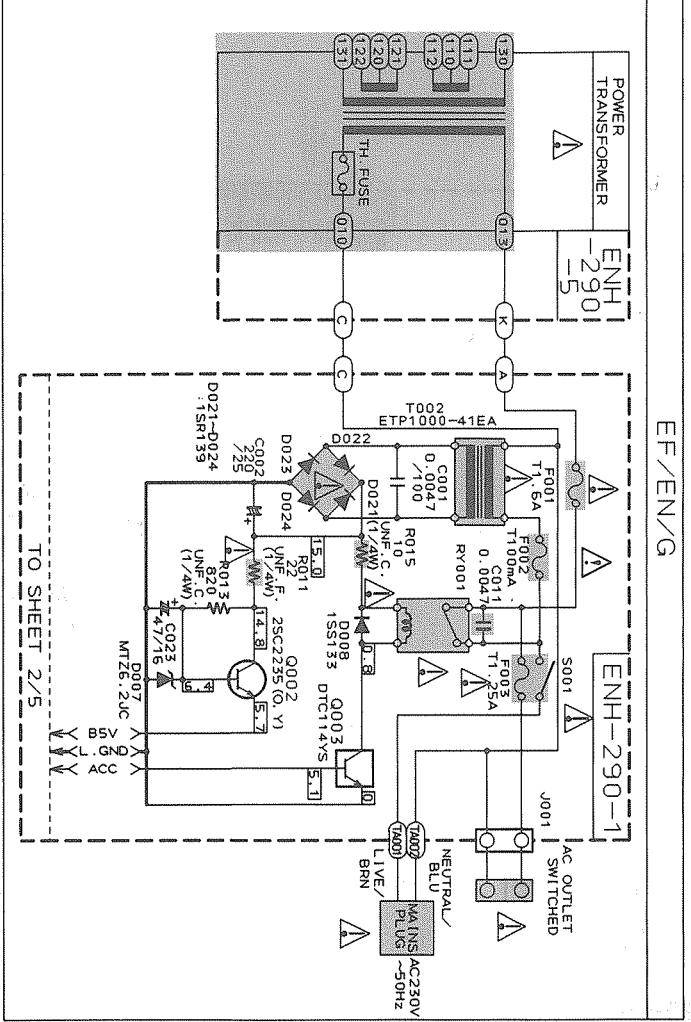 EF/EN/G
POWER
TRANSFORMER
ENH
-290
-5
130
111
110
112
121
120
122
131
TH. FUSE
013
010
K
C
A
C
ENH-290-1
T002
ETP1000-41EA
F001
T1.6A
F002
T100mA
F003
T1.25A
S001
C011
0.0047
RY001
C001
0.0047
/100
D022
D021
D023
D024
D021~D024
:1SR139
C002
220
/25
R015
10
UNF.C.
(1/4W)
15.0
R011
22
UNF.F.
(1/4W)
R013
820
UNF.C.
(1/4W)
D008
1SS133
0.8
14.8
2SC2235(O,Y)
Q002
5.7
6.4
C023
47/16
D007
MTZ6.2JC
Q003
DTC114YS
0
5.1
B5V
L.GND
ACC
TO SHEET 2/5
J001
AC OUTLET
SWITCHED
TA002
TA001
NEUTRAL/
BLU
LIVE/
BRN
MAINS
PLUG
AC230V
~50Hz